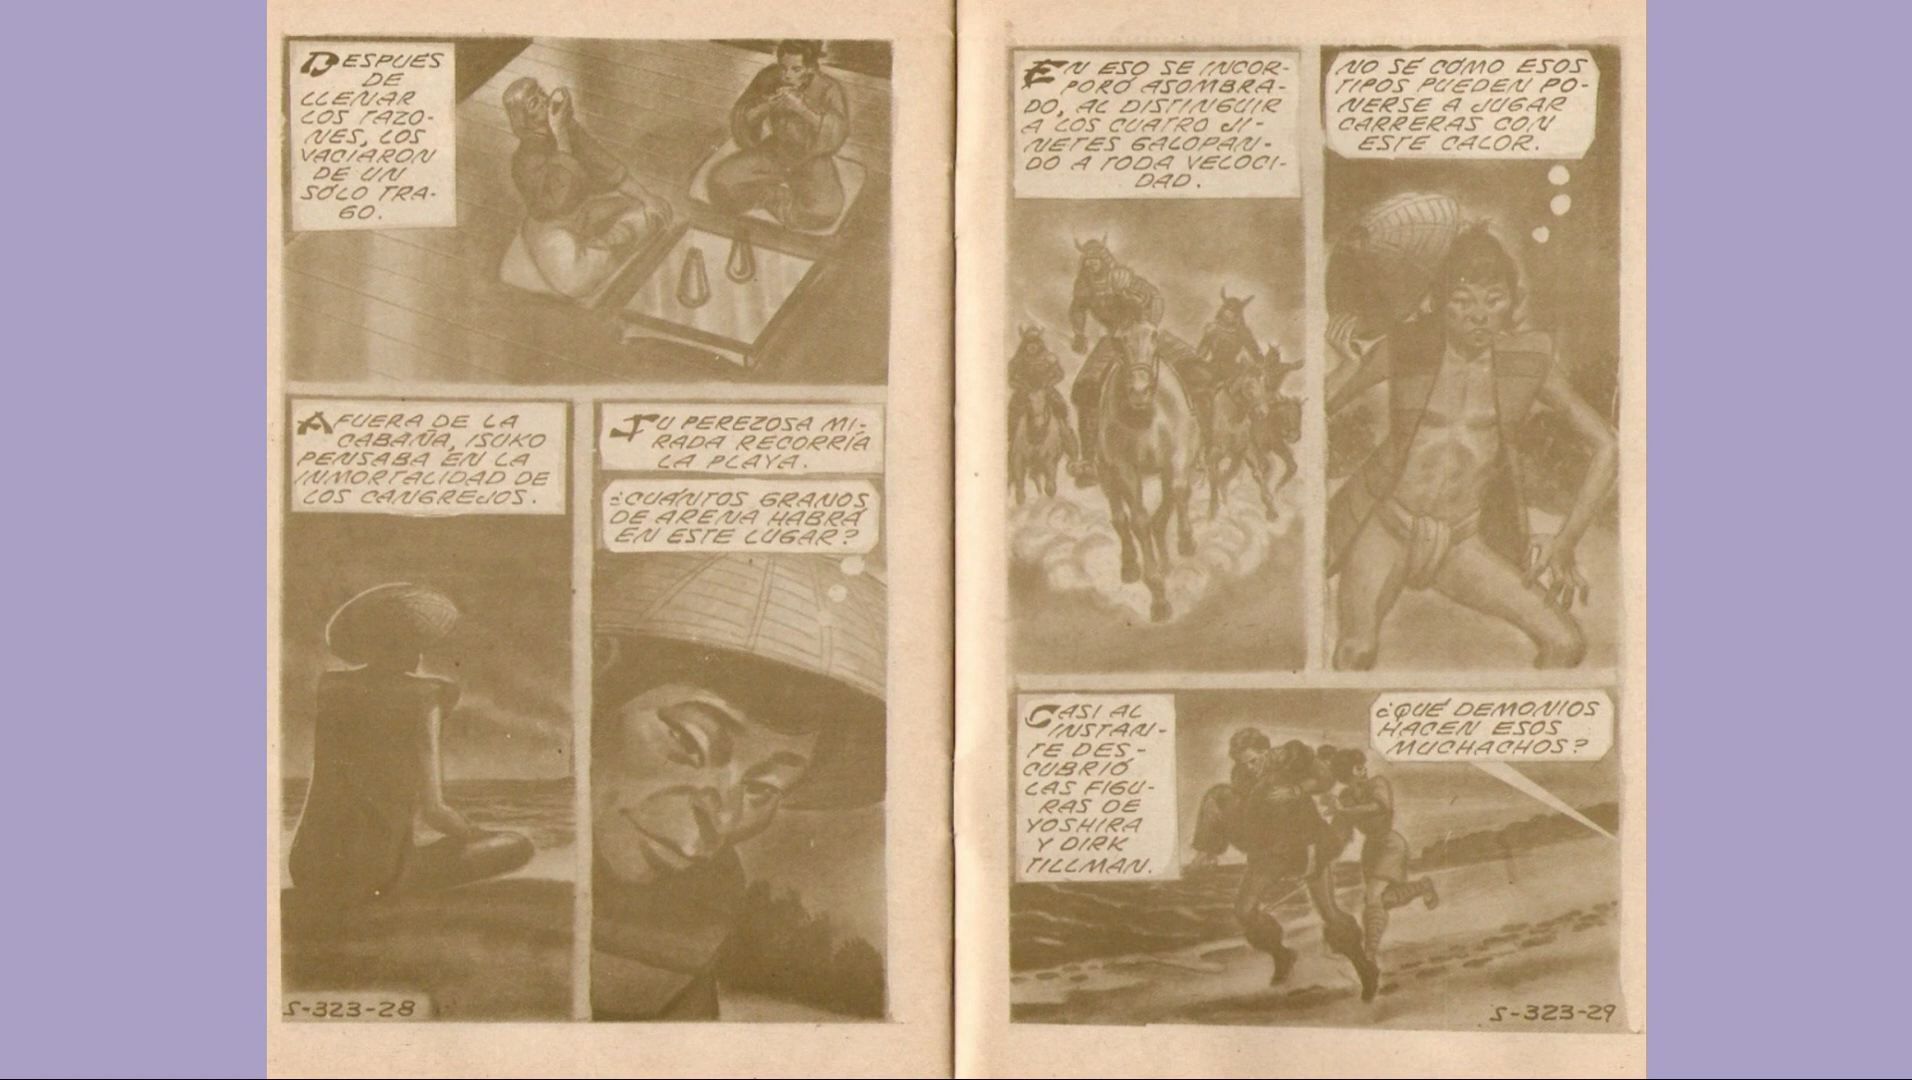 DESPUÉS
DE
LLENAR
LOS TAZO-
NES, LOS
VACIARON
DE UN
SÓLO TRA-
GO.
AFUERA DE LA
CABAÑA, ISUKO
PENSABA EN LA
INMORTALIDAD DE
LOS CANGREJOS.
SU PEREZOSA MI-
RADA RECORRÍA
LA PLAYA.
¿CUÁNTOS GRANOS
DE ARENA HABRÁ
EN ESTE LUGAR?
S-323-28
EN ESO SE INCOR-
PORÓ ASOMBRA-
DO, AL DISTINGUIR
A LOS CUATRO JI-
NETES GALOPAN-
DO A TODA VELOCI-
DAD.
NO SÉ CÓMO ESOS
TIPOS PUEDEN PO-
NERSE A JUGAR
CARRERAS CON
ESTE CALOR.
CASI AL
INSTAN-
TE DES-
CUBRIÓ
LAS FIGU-
RAS DE
YOSHIRA
Y DIRK
TILLMAN.
¿QUÉ DEMONIOS
HACEN ESOS
MUCHACHOS?
S-323-29